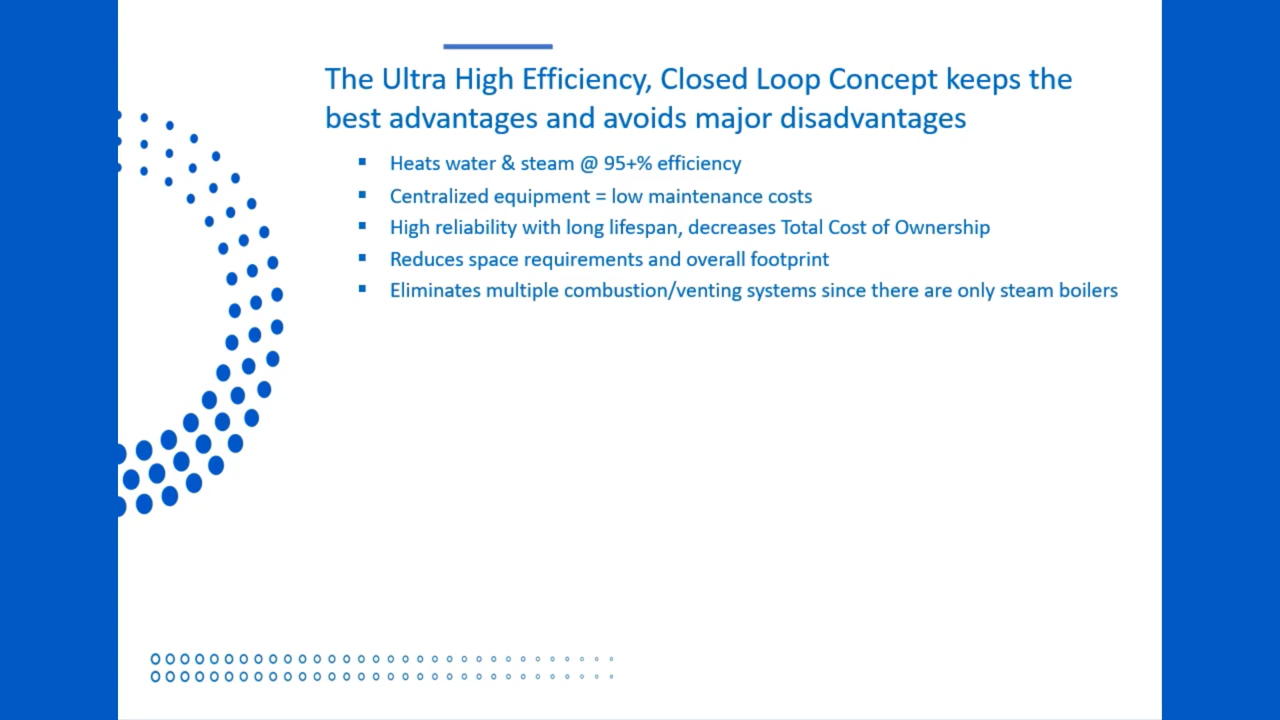 The Ultra High Efficiency, Closed Loop Concept keeps the
best advantages and avoids major disadvantages
▪ Heats water & steam @ 95+% efficiency
▪ Centralized equipment = low maintenance costs
▪ High reliability with long lifespan, decreases Total Cost of Ownership
▪ Reduces space requirements and overall footprint
▪ Eliminates multiple combustion/venting systems since there are only steam boilers